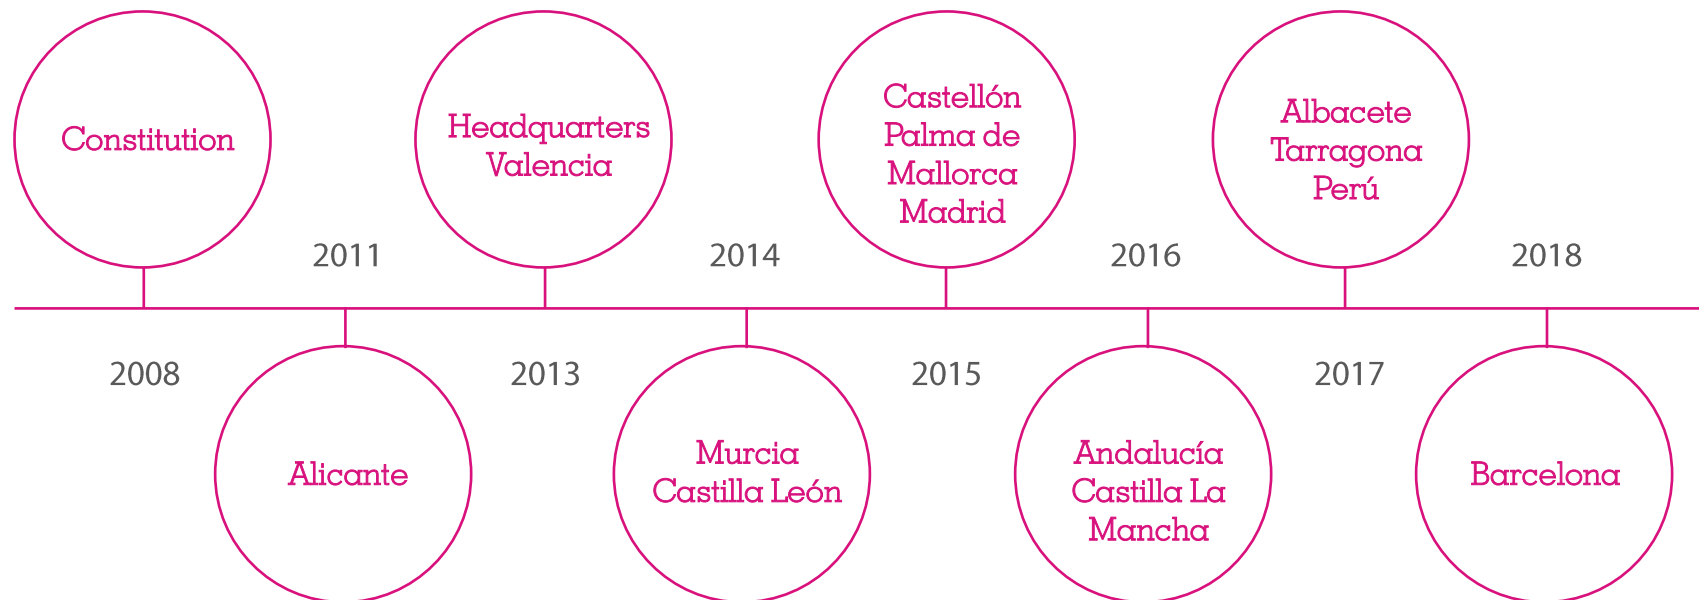 Constitution
2008
2011
Alicante
Headquarters
Valencia
2013
2014
Murcia
Castilla León
Castellón
Palma de
Mallorca
Madrid
2015
2016
Andalucía
Castilla La
Mancha
Albacete
Tarragona
Perú
2017
2018
Barcelona